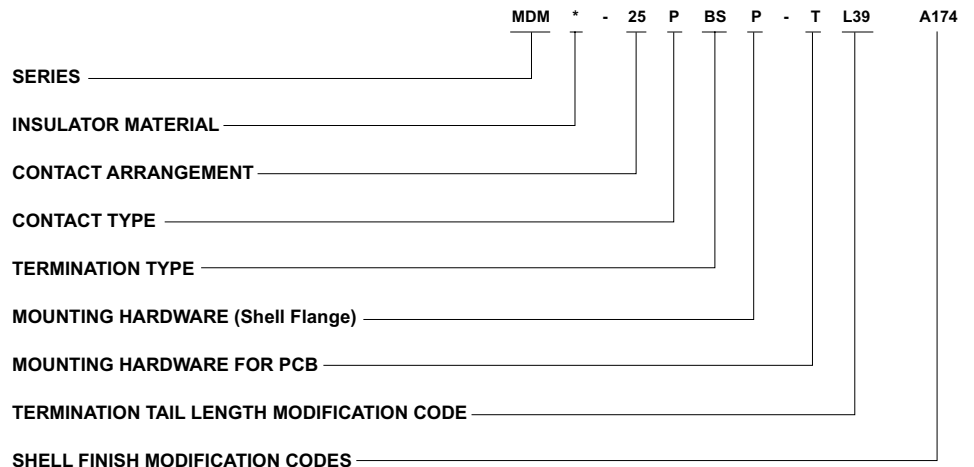 MDM * - 25 P BS P - T L39 A174
SERIES
INSULATOR MATERIAL
CONTACT ARRANGEMENT
CONTACT TYPE
TERMINATION TYPE
MOUNTING HARDWARE (Shell Flange)
MOUNTING HARDWARE FOR PCB
TERMINATION TAIL LENGTH MODIFICATION CODE
SHELL FINISH MODIFICATION CODES